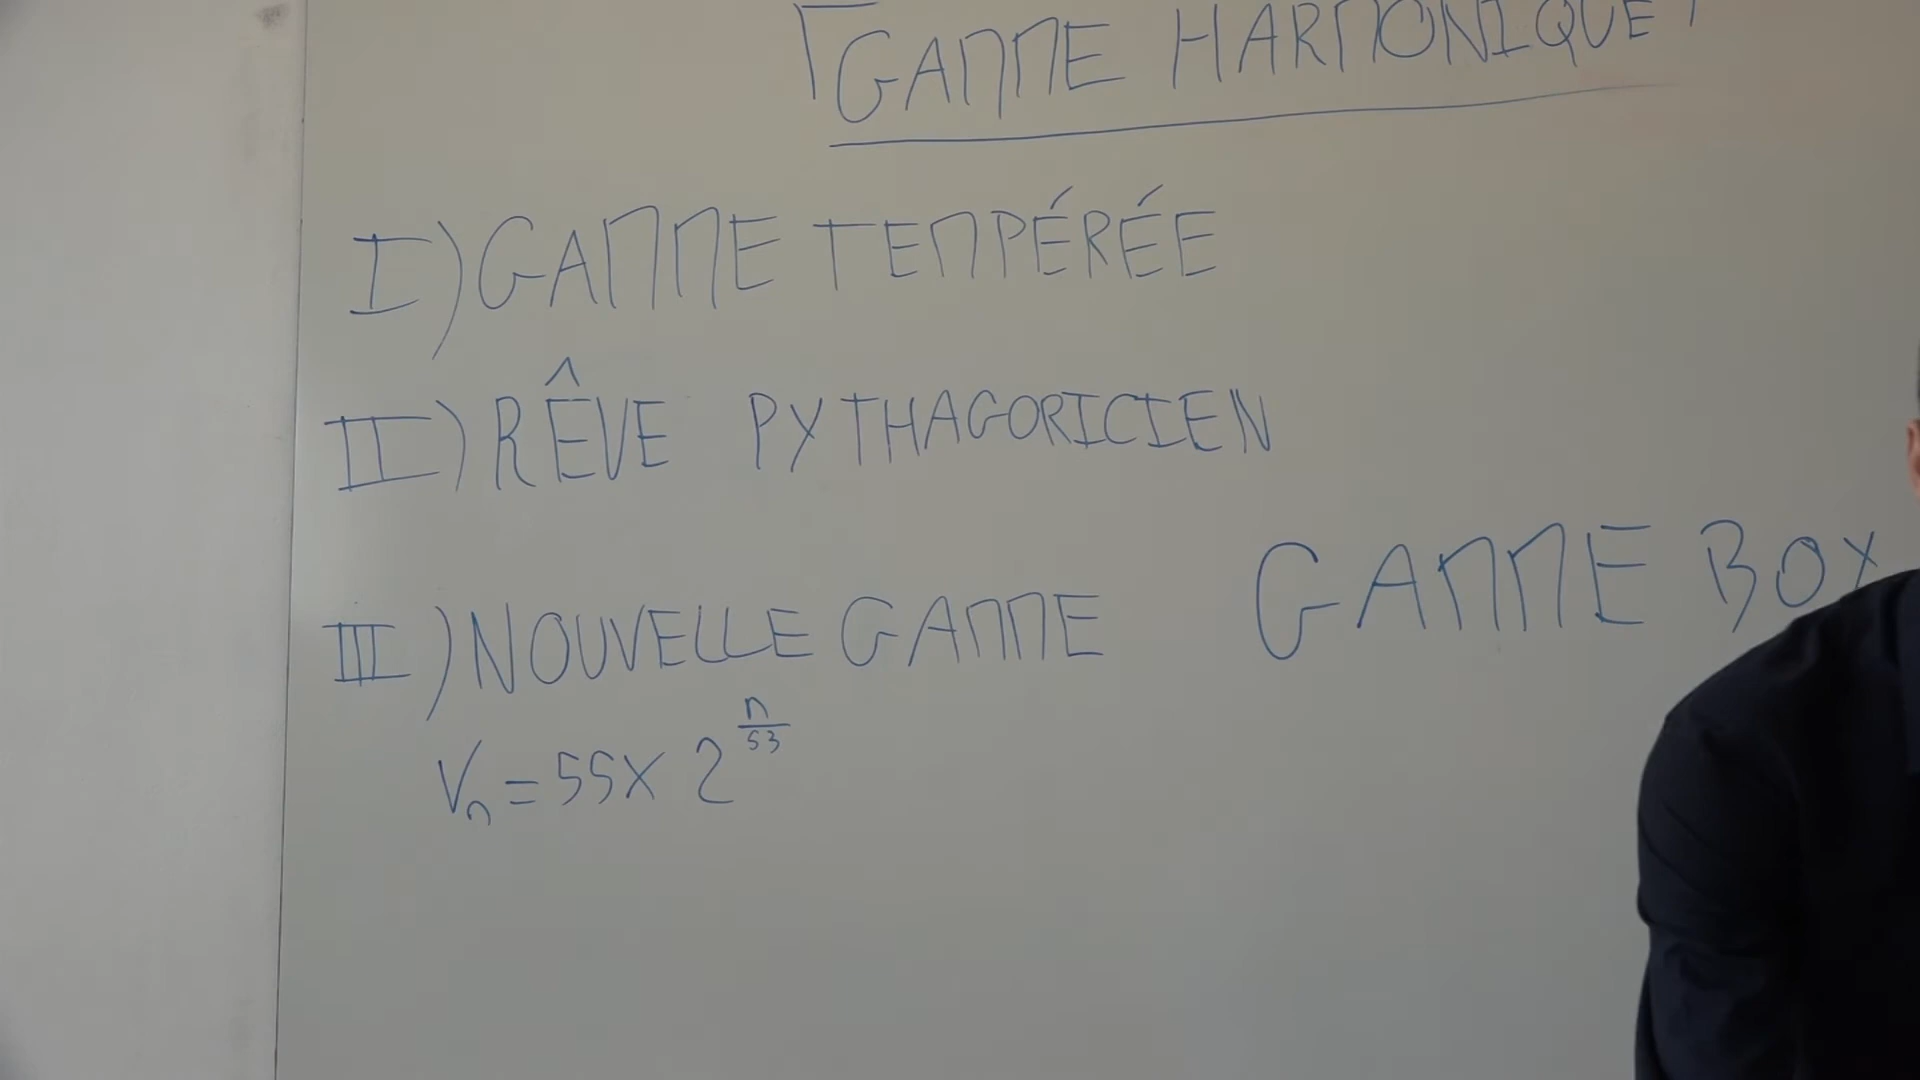 GAMME HARMONIQUE
I) GAMME TEMPÉRÉE
II) RÊVE PYTHAGORICIEN
III) NOUVELLE GAMME GAMME BOX
Vn = 55 x 2^(n/53)